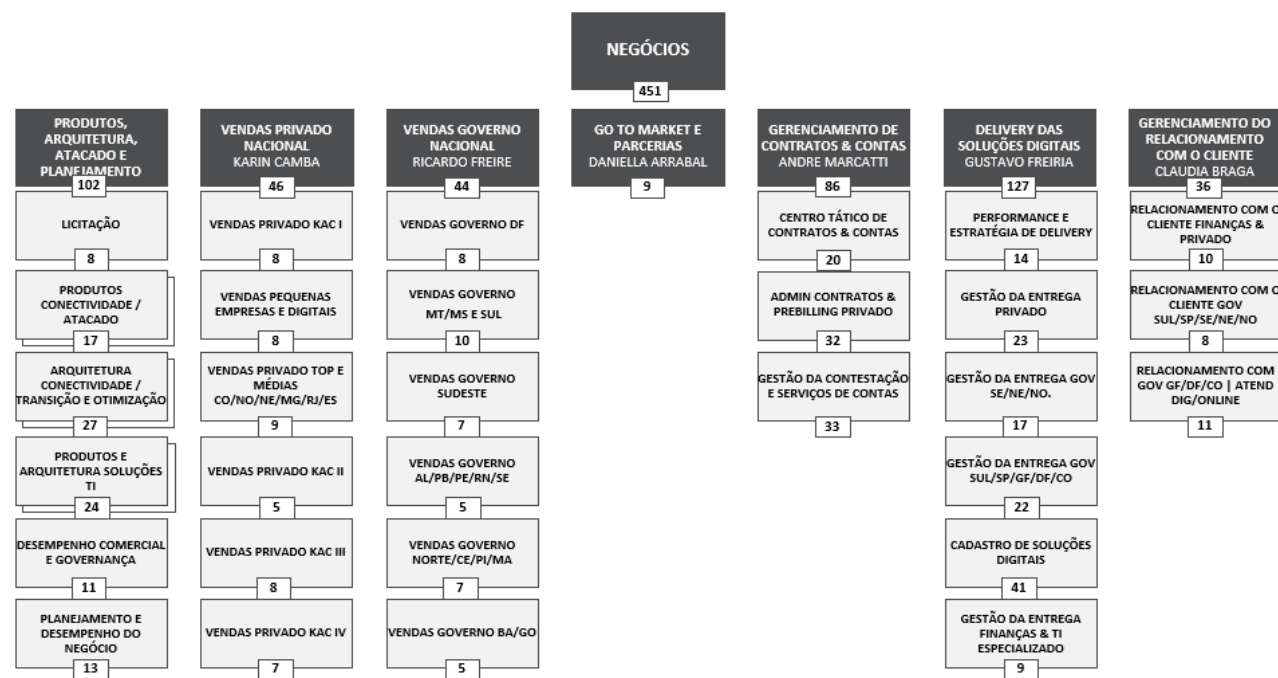 NEGÓCIOS
451
PRODUTOS,
ARQUITETURA,
ATACADO E
PLANEJAMENTO
102
LICITAÇÃO
8
PRODUTOS
CONECTIVIDADE /
ATACADO
17
ARQUITETURA
CONECTIVIDADE /
TRANSIÇÃO E OTIMIZAÇÃO
27
PRODUTOS E
ARQUITETURA SOLUÇÕES
TI
24
DESEMPENHO COMERCIAL
E GOVERNANÇA
11
PLANEJAMENTO E
DESEMPENHO DO
NEGÓCIO
13
VENDAS PRIVADO
NACIONAL
KARIN CAMBA
46
VENDAS PRIVADO KAC I
8
VENDAS PEQUENAS
EMPRESAS E DIGITAIS
8
VENDAS PRIVADO TOP E
MÉDIAS
CO/NO/NE/MG/RJ/ES
9
VENDAS PRIVADO KAC II
5
VENDAS PRIVADO KAC III
8
VENDAS PRIVADO KAC IV
7
VENDAS GOVERNO
NACIONAL
RICARDO FREIRE
44
VENDAS GOVERNO DF
8
VENDAS GOVERNO
MT/MS E SUL
10
VENDAS GOVERNO
SUDESTE
7
VENDAS GOVERNO
AL/PB/PE/RN/SE
5
VENDAS GOVERNO
NORTE/CE/PI/MA
7
VENDAS GOVERNO BA/GO
5
GO TO MARKET E
PARCERIAS
DANIELLA ARRABAL
9
GERENCIAMENTO DE
CONTRATOS & CONTAS
ANDRE MARCATTI
86
CENTRO TÁTICO DE
CONTRATOS & CONTAS
20
ADMIN CONTRATOS &
PREBILLING PRIVADO
32
GESTÃO DA CONTESTAÇÃO
E SERVIÇOS DE CONTAS
33
DELIVERY DAS
SOLUÇÕES DIGITAIS
GUSTAVO FREIRIA
127
PERFORMANCE E
ESTRATÉGIA DE DELIVERY
14
GESTÃO DA ENTREGA
PRIVADO
23
GESTÃO DA ENTREGA GOV
SE/NE/NO.
17
GESTÃO DA ENTREGA GOV
SUL/SP/GF/DF/CO
22
CADASTRO DE SOLUÇÕES
DIGITAIS
41
GESTÃO DA ENTREGA
FINANÇAS & TI
ESPECIALIZADO
9
GERENCIAMENTO DO
RELACIONAMENTO
COM O CLIENTE
CLAUDIA BRAGA
36
RELACIONAMENTO COM O
CLIENTE FINANÇAS &
PRIVADO
10
RELACIONAMENTO COM O
CLIENTE GOV
SUL/SP/SE/NE/NO
8
RELACIONAMENTO COM
GOV GF/DF/CO | ATEND
DIG/ONLINE
11